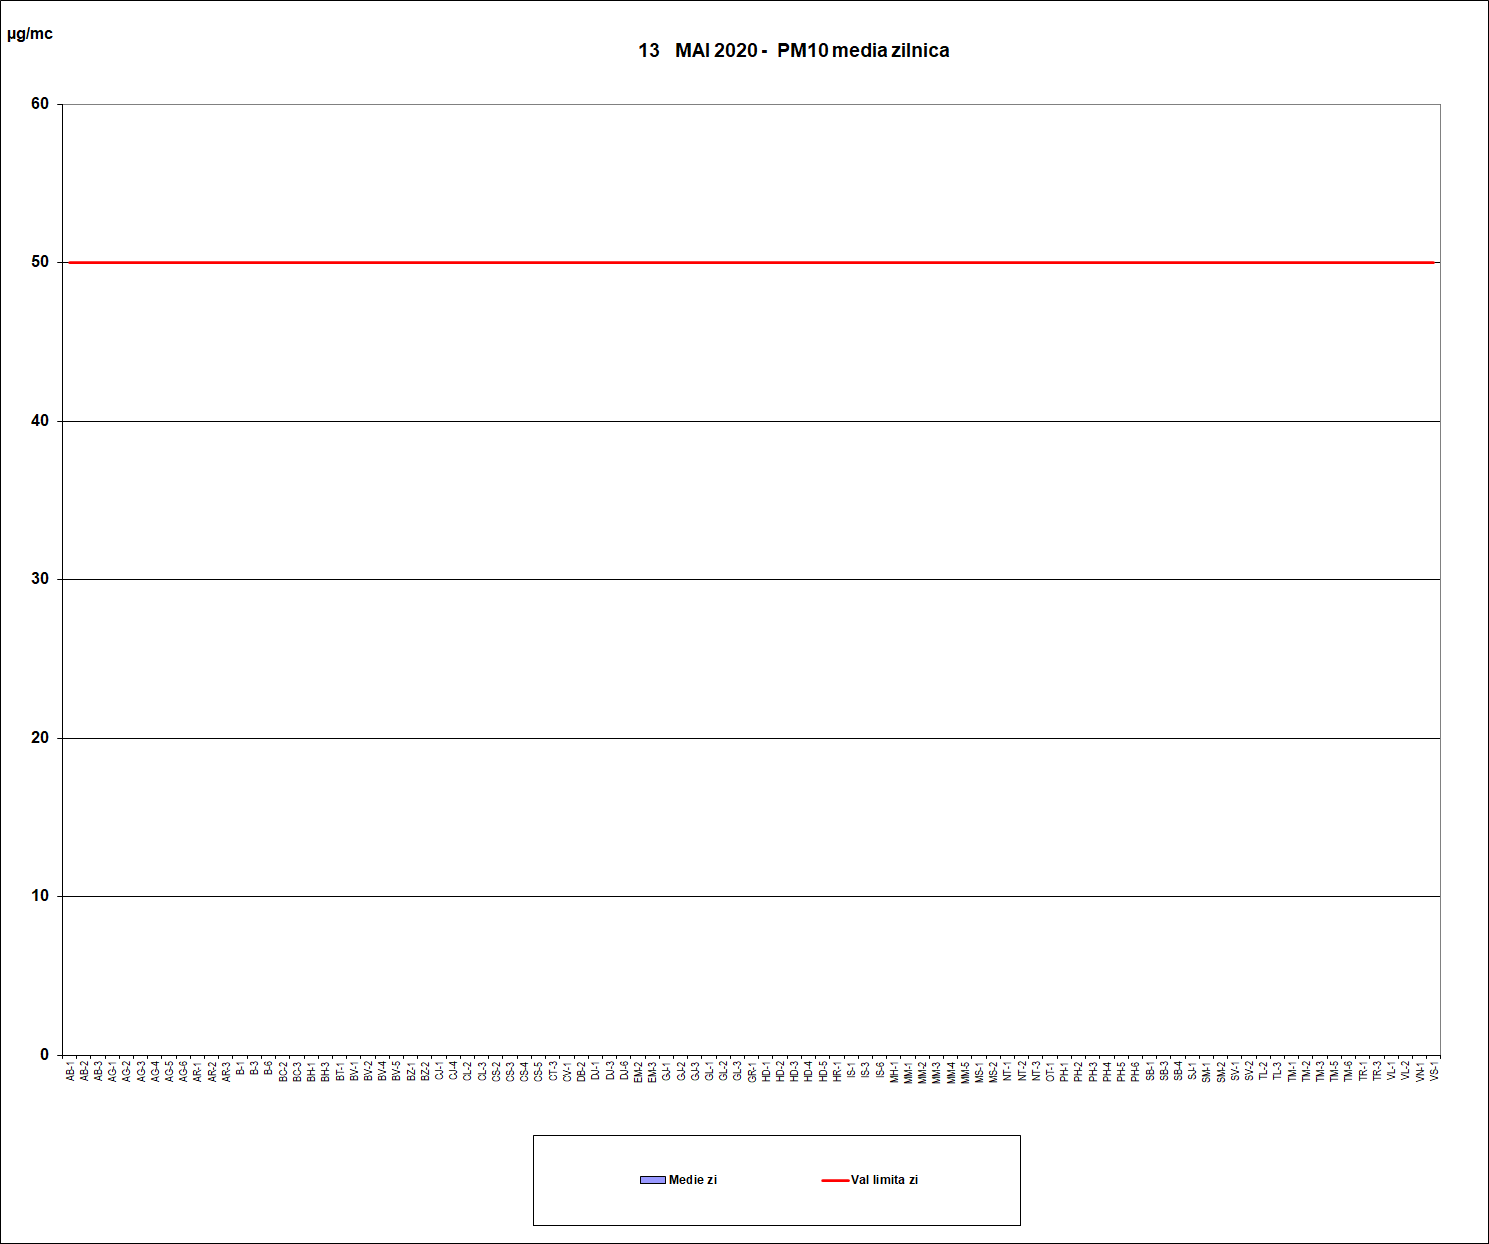 µg/mc
13 MAI 2020 - PM10 media zilnica
60
50
40
30
20
10
0
AB-1 AB-2 AB-3 AG-1 AG-2 AG-3 AG-4 AG-5 AG-6 AR-1 AR-2 AR-3 B-1 B-3 B-6 BC-2 BC-3 BH-1 BH-3 BT-1 BV-1 BV-2 BV-4 BV-5 BZ-1 BZ-2 CJ-1 CJ-4 CL-2 CL-3 CS-2 CS-3 CS-4 CS-5 CT-3 CV-1 DB-2 DJ-1 DJ-3 DJ-6 EM-2 EM-3 GJ-1 GJ-2 GJ-3 GL-1 GL-2 GL-3 GR-1 HD-1 HD-2 HD-3 HD-4 HD-5 HR-1 IS-1 IS-3 IS-6 MH-1 MM-1 MM-2 MM-3 MM-4 MM-5 MS-1 MS-2 NT-1 NT-2 NT-3 OT-1 PH-1 PH-2 PH-3 PH-4 PH-5 PH-6 SB-1 SB-3 SB-4 SJ-1 SM-1 SM-2 SV-1 SV-2 TL-2 TL-3 TM-1 TM-2 TM-3 TM-5 TM-6 TR-1 TR-3 VL-1 VL-2 VN-1 VS-1
Medie zi Val limita zi